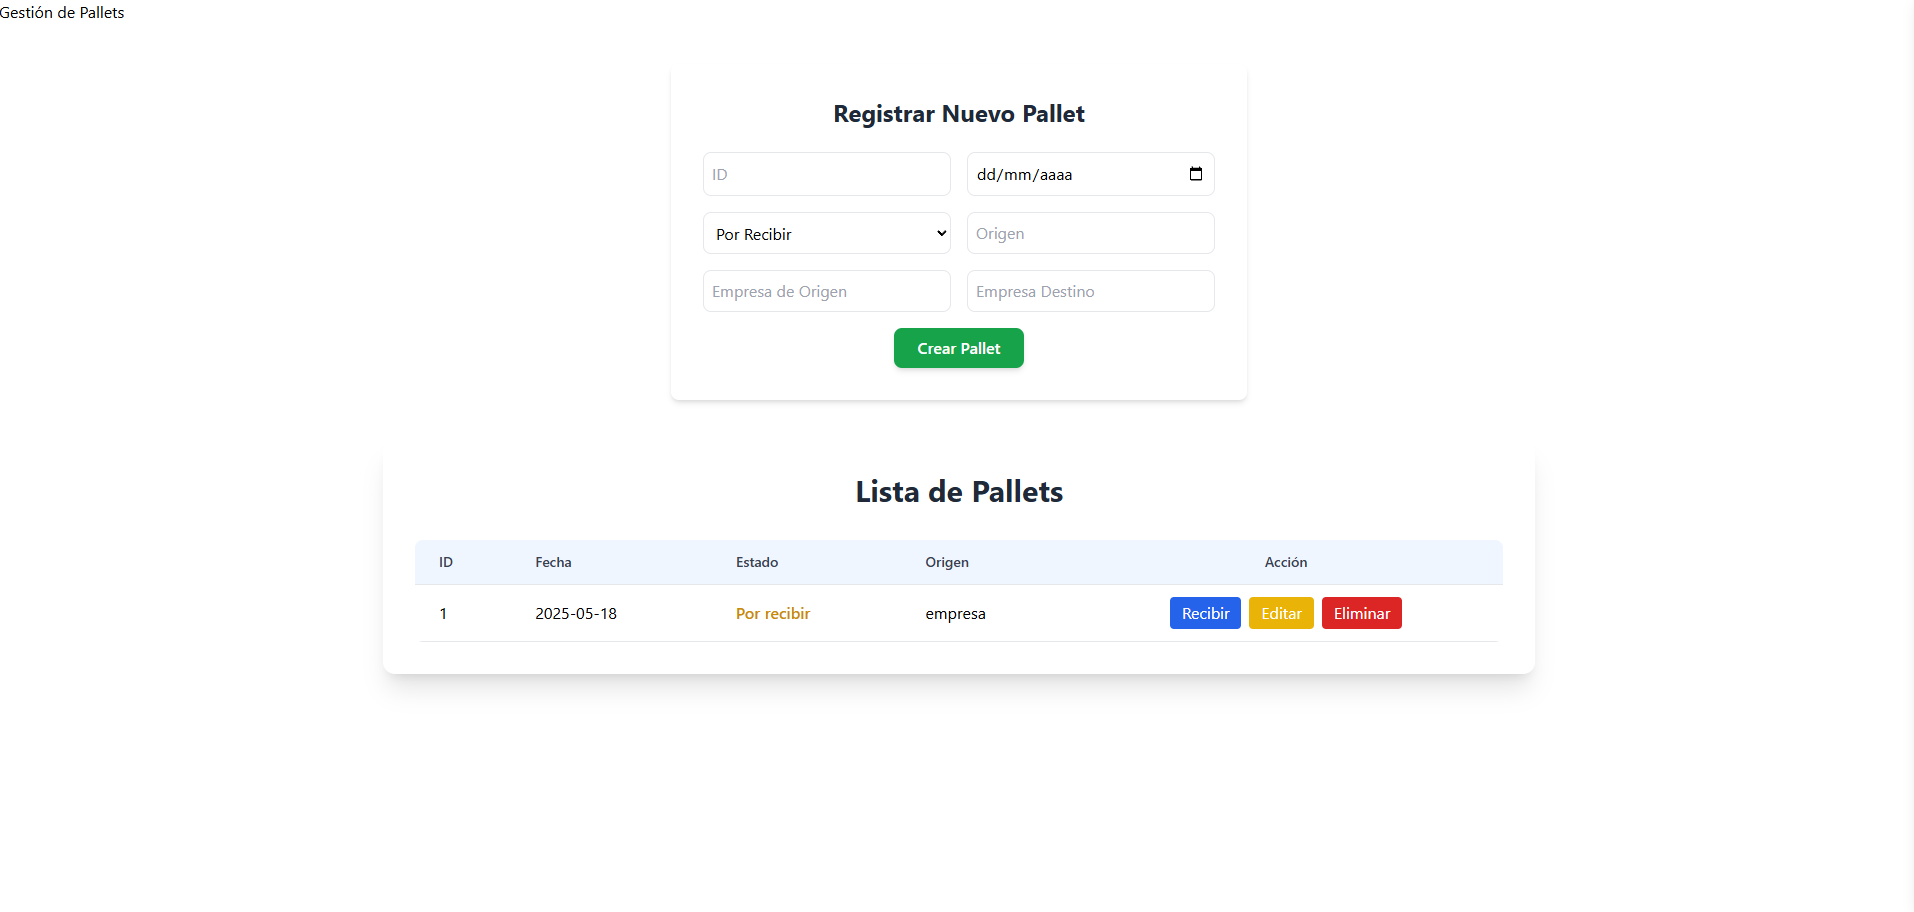 Gestión de Pallets
Registrar Nuevo Pallet
ID dd/mm/aaaa
Por Recibir Origen
Empresa de Origen Empresa Destino
Crear Pallet
Lista de Pallets
ID Fecha Estado Origen Acción
1 2025-05-18 Por recibir empresa Recibir Editar Eliminar